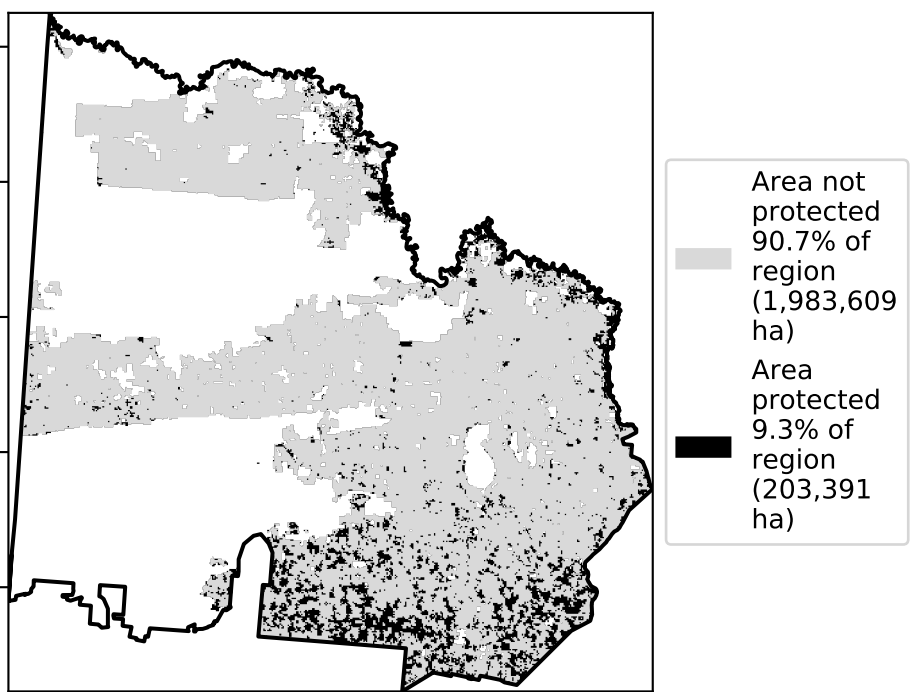 Area not
protected
90.7% of
region
(1,983,609
ha)
Area
protected
9.3% of
region
(203,391
ha)